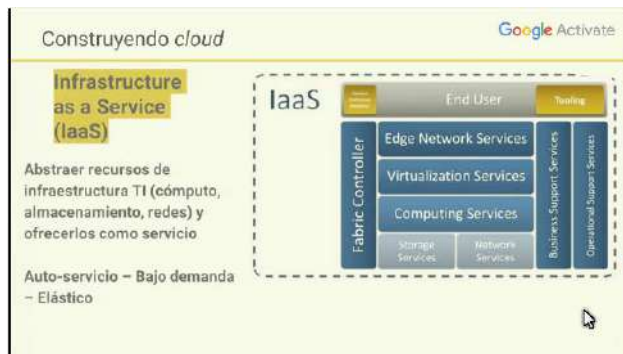 Construyendo cloud
Google Activate
Infrastructure
as a Service
(IaaS)
Abstraer recursos de
infraestructura TI (cómputo,
almacenamiento, redes) y
ofrecerlos como servicio
Auto-servicio – Bajo demanda
– Elástico
IaaS
End User
Tooling
Fabric Controller
Edge Network Services
Virtualization Services
Computing Services
Storage
Services
Network
Services
Business Support Services
Operational Support Services